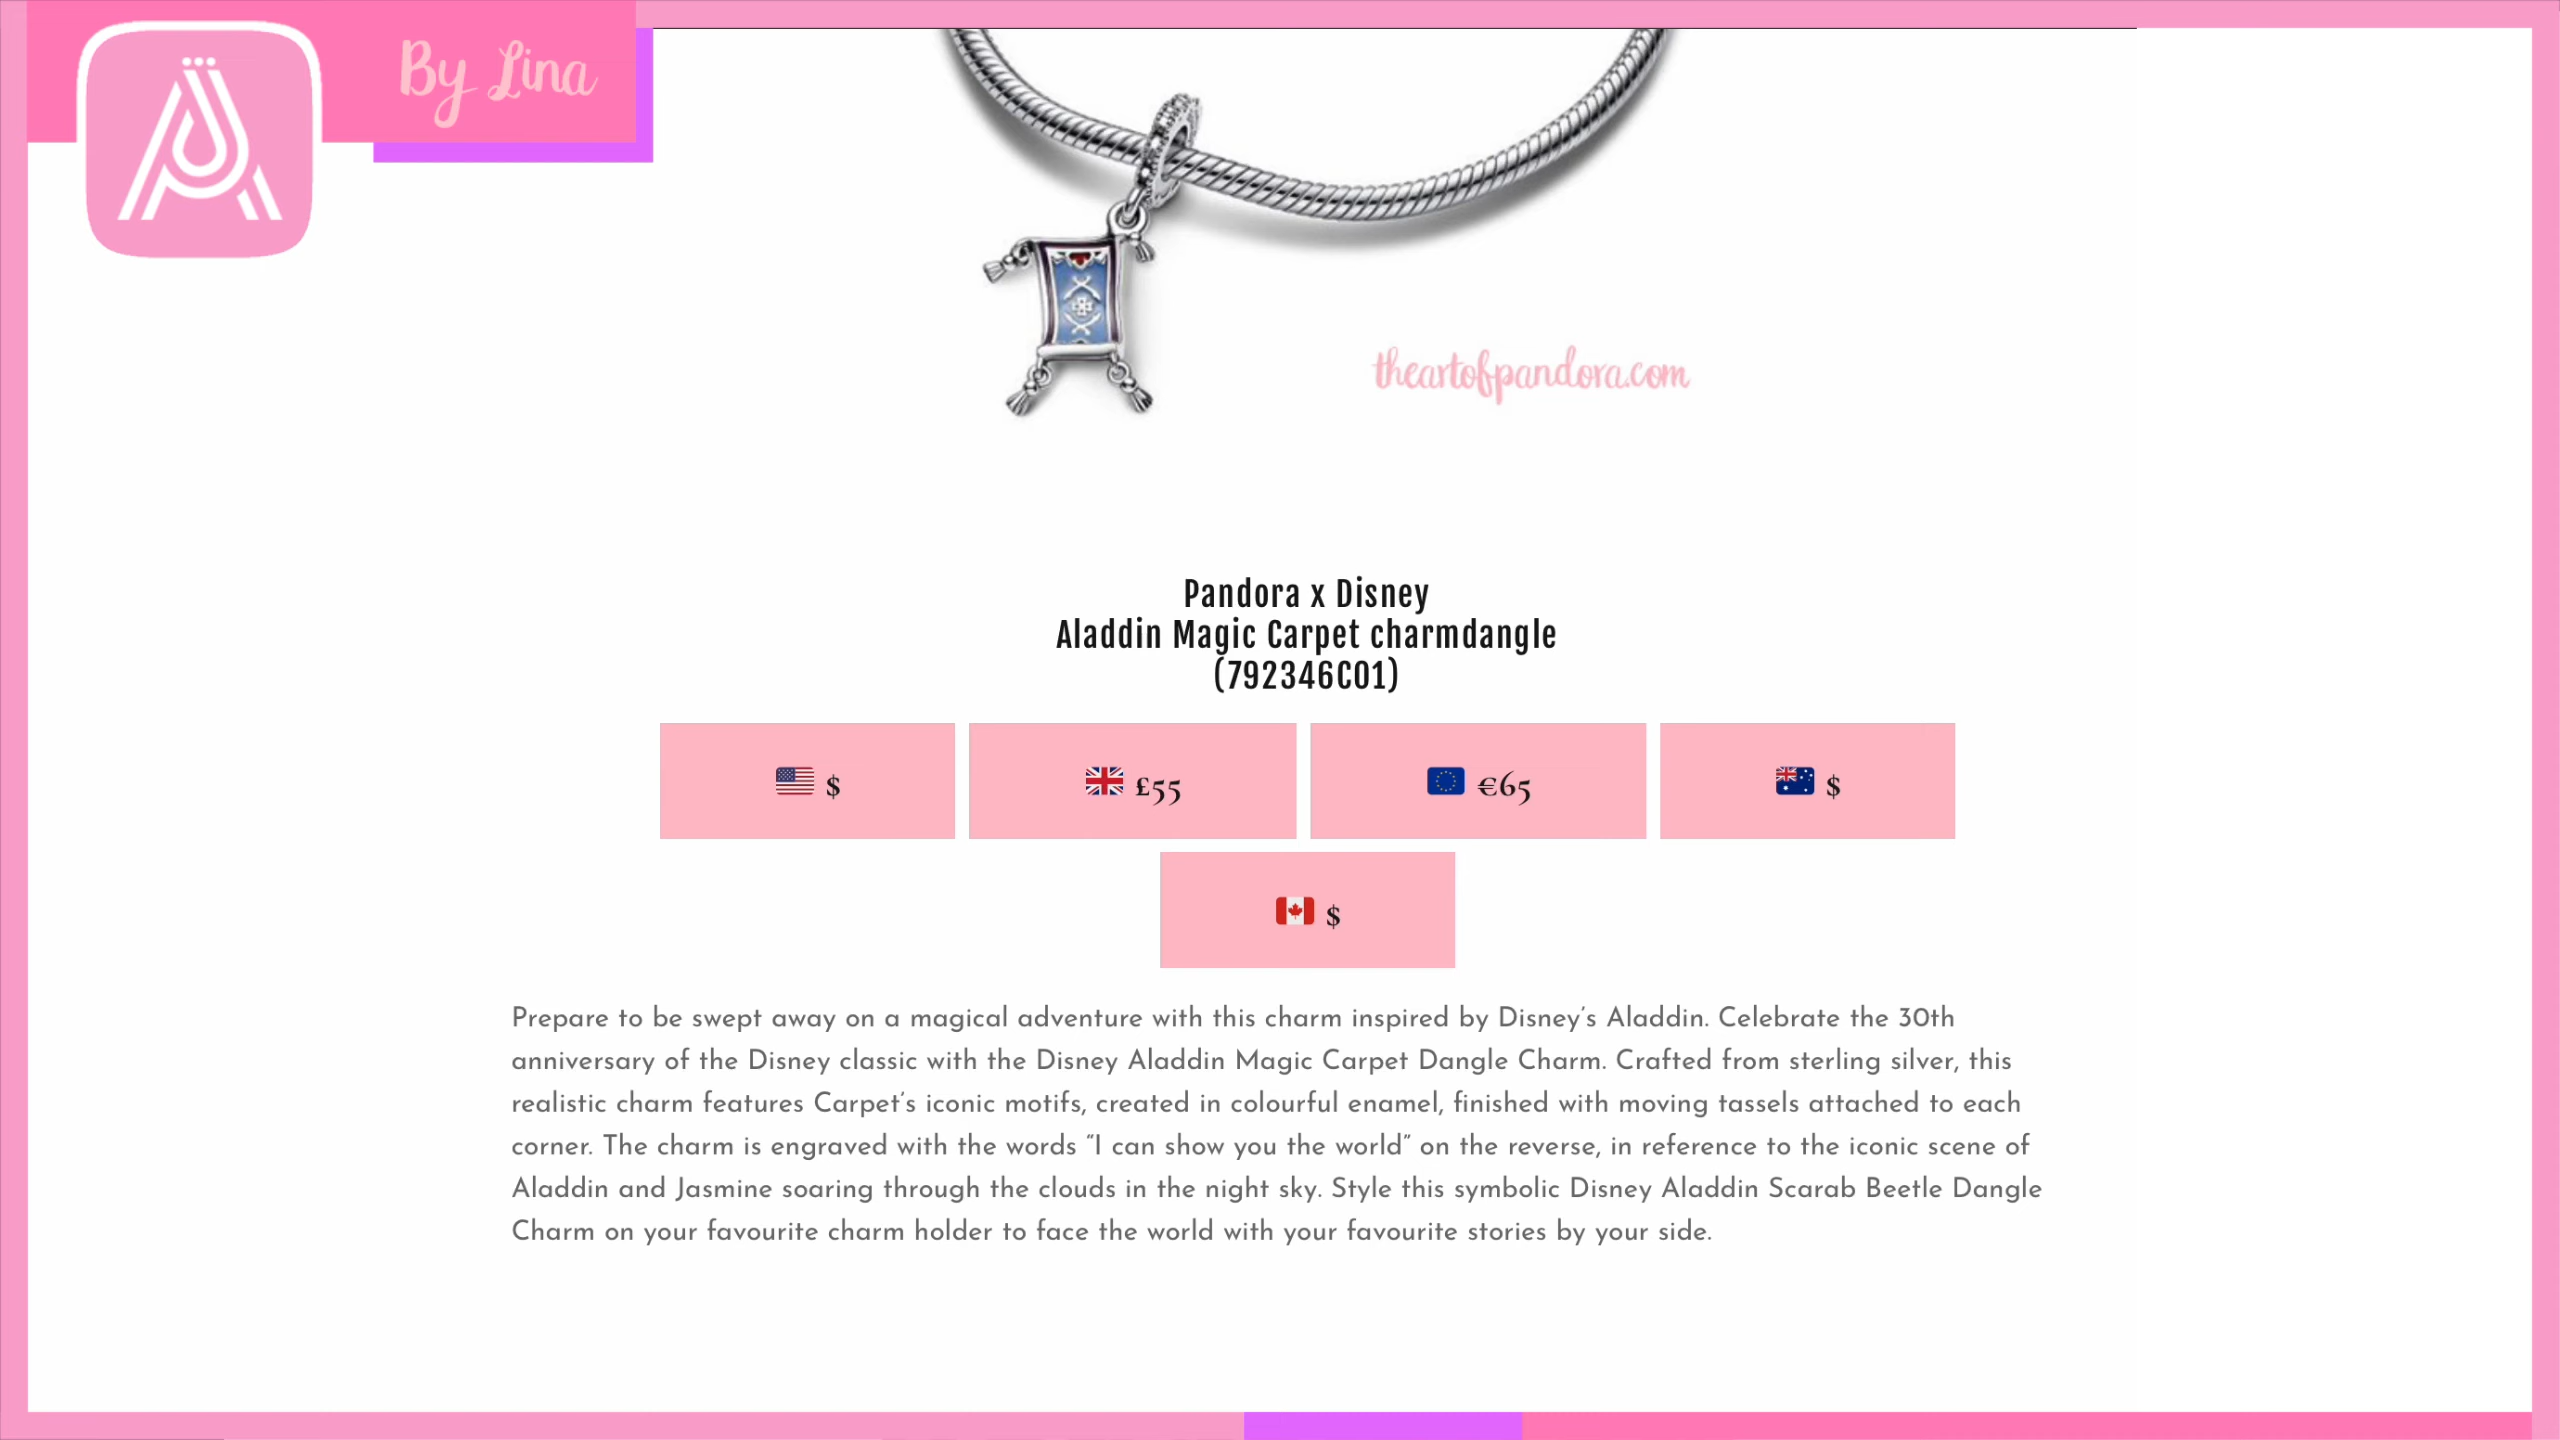 By Lina
theartofpandora.com
Pandora x Disney
Aladdin Magic Carpet charmdangle
(792346C01)
$
£55
€65
$
$
Prepare to be swept away on a magical adventure with this charm inspired by Disney’s Aladdin. Celebrate the 30th
anniversary of the Disney classic with the Disney Aladdin Magic Carpet Dangle Charm. Crafted from sterling silver, this
realistic charm features Carpet’s iconic motifs, created in colourful enamel, finished with moving tassels attached to each
corner. The charm is engraved with the words “I can show you the world” on the reverse, in reference to the iconic scene of
Aladdin and Jasmine soaring through the clouds in the night sky. Style this symbolic Disney Aladdin Scarab Beetle Dangle
Charm on your favourite charm holder to face the world with your favourite stories by your side.